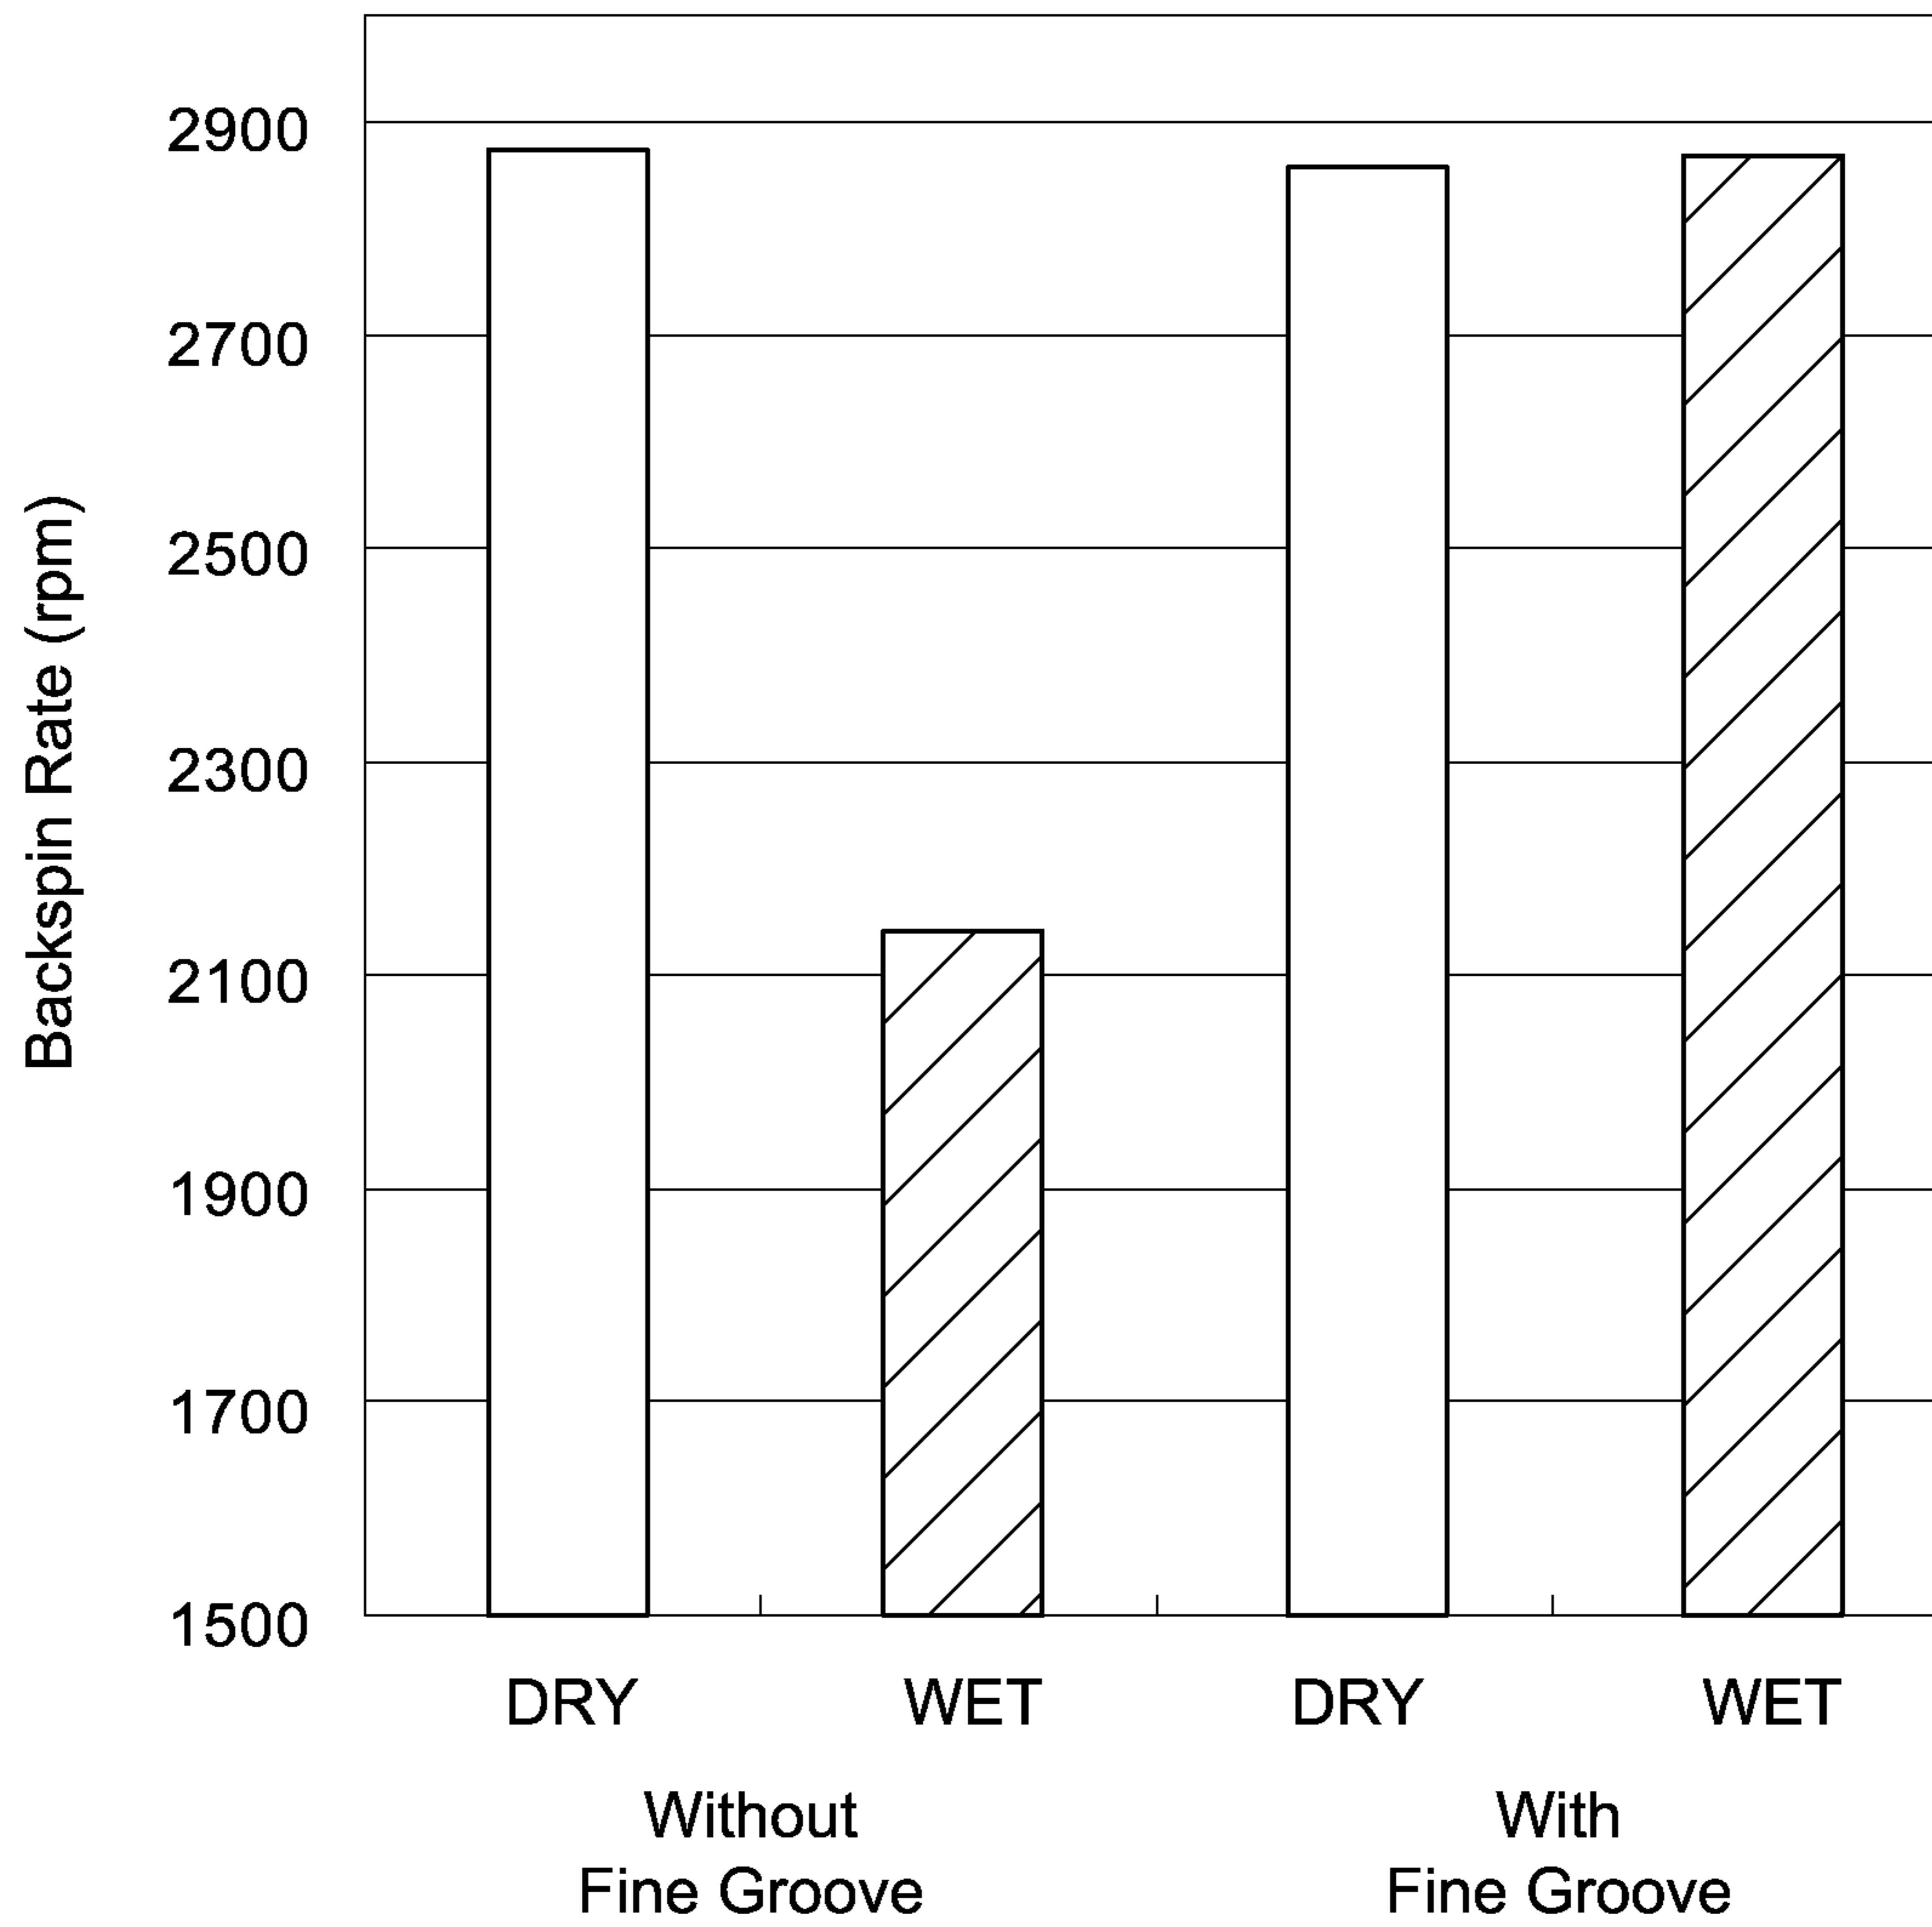 Backspin Rate (rpm)
2900
2700
2500
2300
2100
1900
1700
1500
DRY WET DRY WET
Without With
Fine Groove Fine Groove